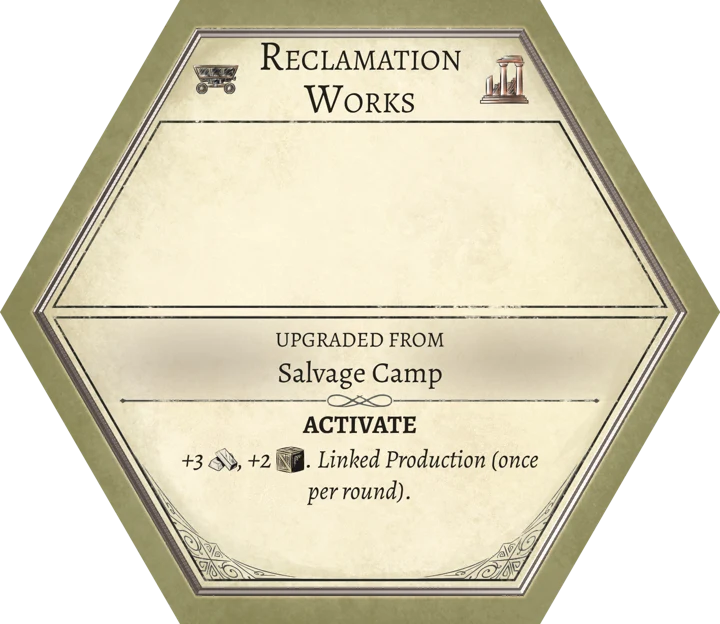 Reclamation
Works
UPGRADED FROM
Salvage Camp
ACTIVATE
+3 , +2 . Linked Production (once
per round).